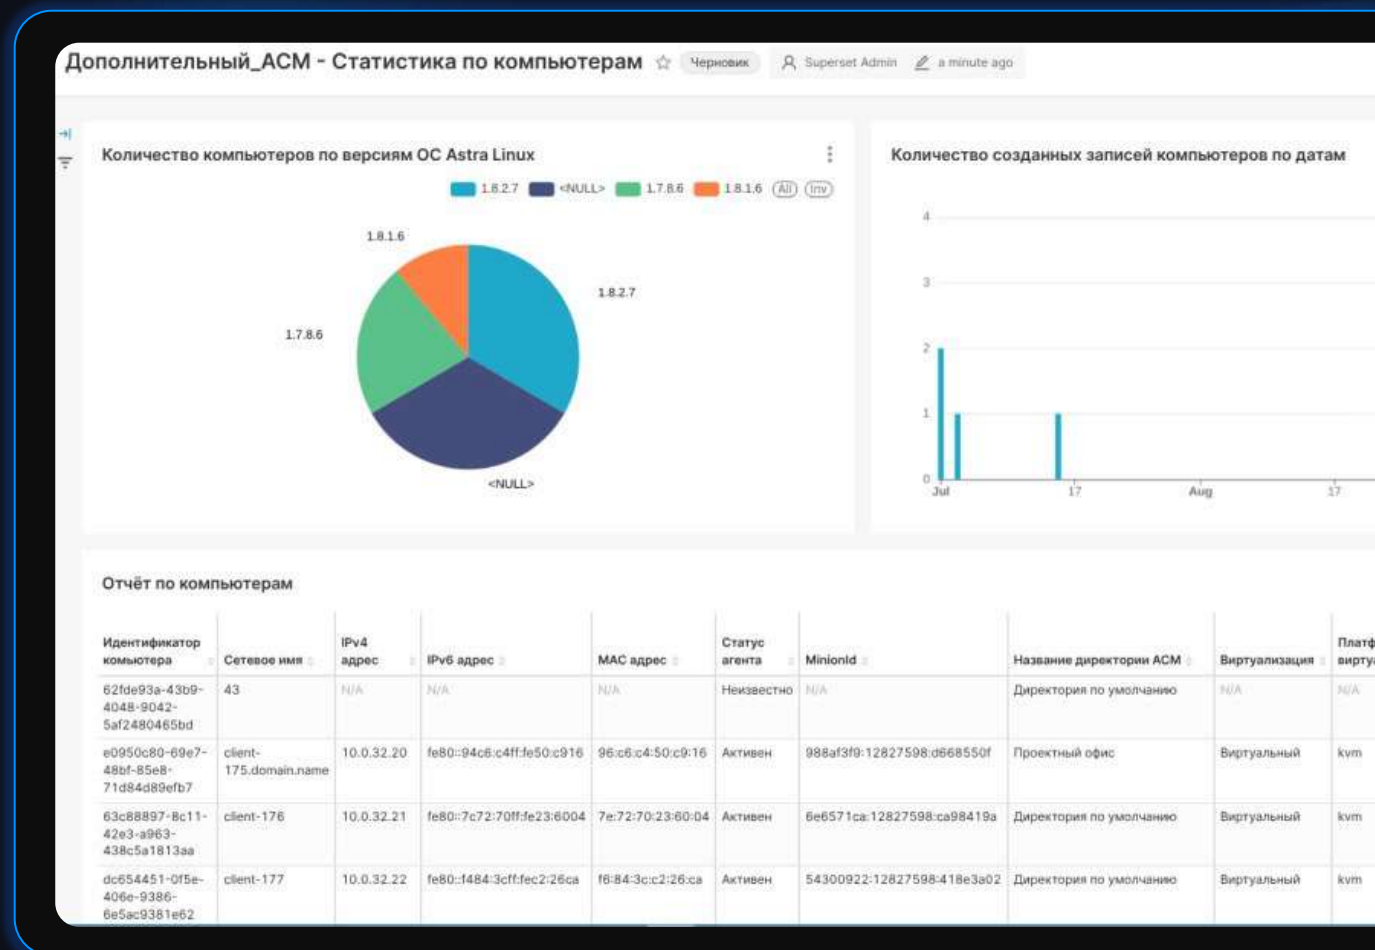 Дополнительный_ACM - Статистика по компьютерам Черновик Superset Admin a minute ago
Количество компьютеров по версиям ОС Astra Linux
1.8.2.7 <NULL> 1.7.8.6 1.8.1.6 All Inv
1.8.1.6
1.8.2.7
1.7.8.6
<NULL>
Количество созданных записей компьютеров по датам
4
3
2
1
0
Jul 17 Aug 17
Отчёт по компьютерам
Идентификатор комьютера Сетевое имя IPv4 адрес IPv6 адрес MAC адрес Статус агента MinionId Название директории ACM Виртуализация Платф виртуа
62fde93a-43b9- 43 N/A N/A N/A Неизвестно N/A Директория по умолчанию N/A N/A
4048-9042-
5af2480465bd
e0950c80-69e7- client- 10.0.32.20 fe80::94c6:c4ff:fe50:c916 96:c6:c4:50:c9:16 Активен 988af3f9:12827598:d668550f Проектный офис Виртуальный kvm
48bf-85e8- 175.domain.name
71d84d89efb7
63c88897-8c11- client-176 10.0.32.21 fe80::7c72:70ff:fe23:6004 7e:72:70:23:60:04 Активен 6e6571ca:12827598:ca98419a Директория по умолчанию Виртуальный kvm
42e3-a963-
438c5a1813aa
dc654451-0f5e- client-177 10.0.32.22 fe80::f484:3cff:fec2:26ca f6:84:3c:c2:26:ca Активен 54300922:12827598:418e3a02 Директория по умолчанию Виртуальный kvm
406e-9386-
6e5ac9381e62